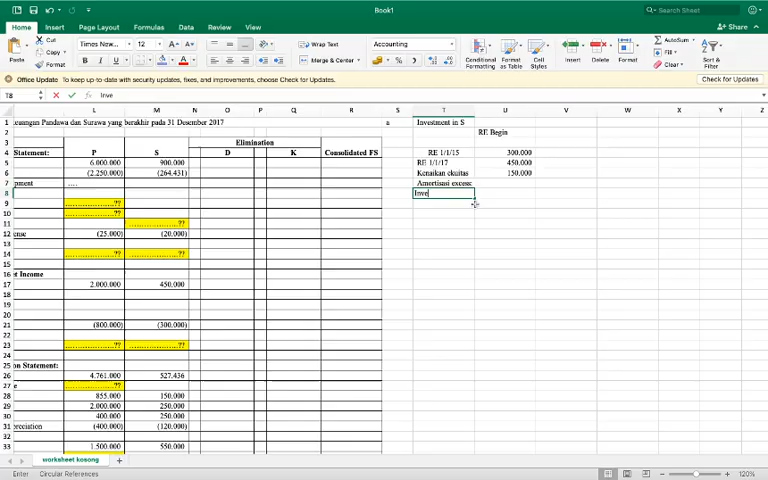 Book1
Search Sheet
Home Insert Page Layout Formulas Data Review View Share
Paste Cut Copy Format Times New... 12 Wrap Text Merge & Center Accounting Conditional Formatting Format as Table Cell Styles Insert Delete Format AutoSum Fill Clear Sort & Filter
Office Update To keep up-to-date with security updates, fixes, and improvements, choose Check for Updates. Check for Updates
T8 fx Inve
L M N O P Q R S T U V W X Y Z
1 euangan Pandawa dan Surawa yang berakhir pada 31 Desember 2017 a Investment in S
2 RE Begin
3 Elimination
4 Statement: P S D K Consolidated FS RE 1/1/15 300,000
5 6.000.000 900.000 RE 1/1/17 450,000
6 (2.250.000) (264.431) Kenaikan ekuitas 150,000
7 pment .... Amortisasi excess:
8 Inve
9 .....................??
10 .....................??
11 .....................??
12 ense (25.000) (20.000)
13
14 .....................?? .....................??
15
16 t Income
17 2.000.000 450.000
18
19
20
21 (800.000) (300.000)
22
23 .....................?? .....................??
24
25 on Statement:
26 4.761.000 527.436
27 e .....................??
28 855.000 150.000
29 2.000.000 250.000
30 400.000 250.000
31 preciation (400.000) (120.000)
32
33 1.500.000 550.000
worksheet kosong
Enter Circular References 120%